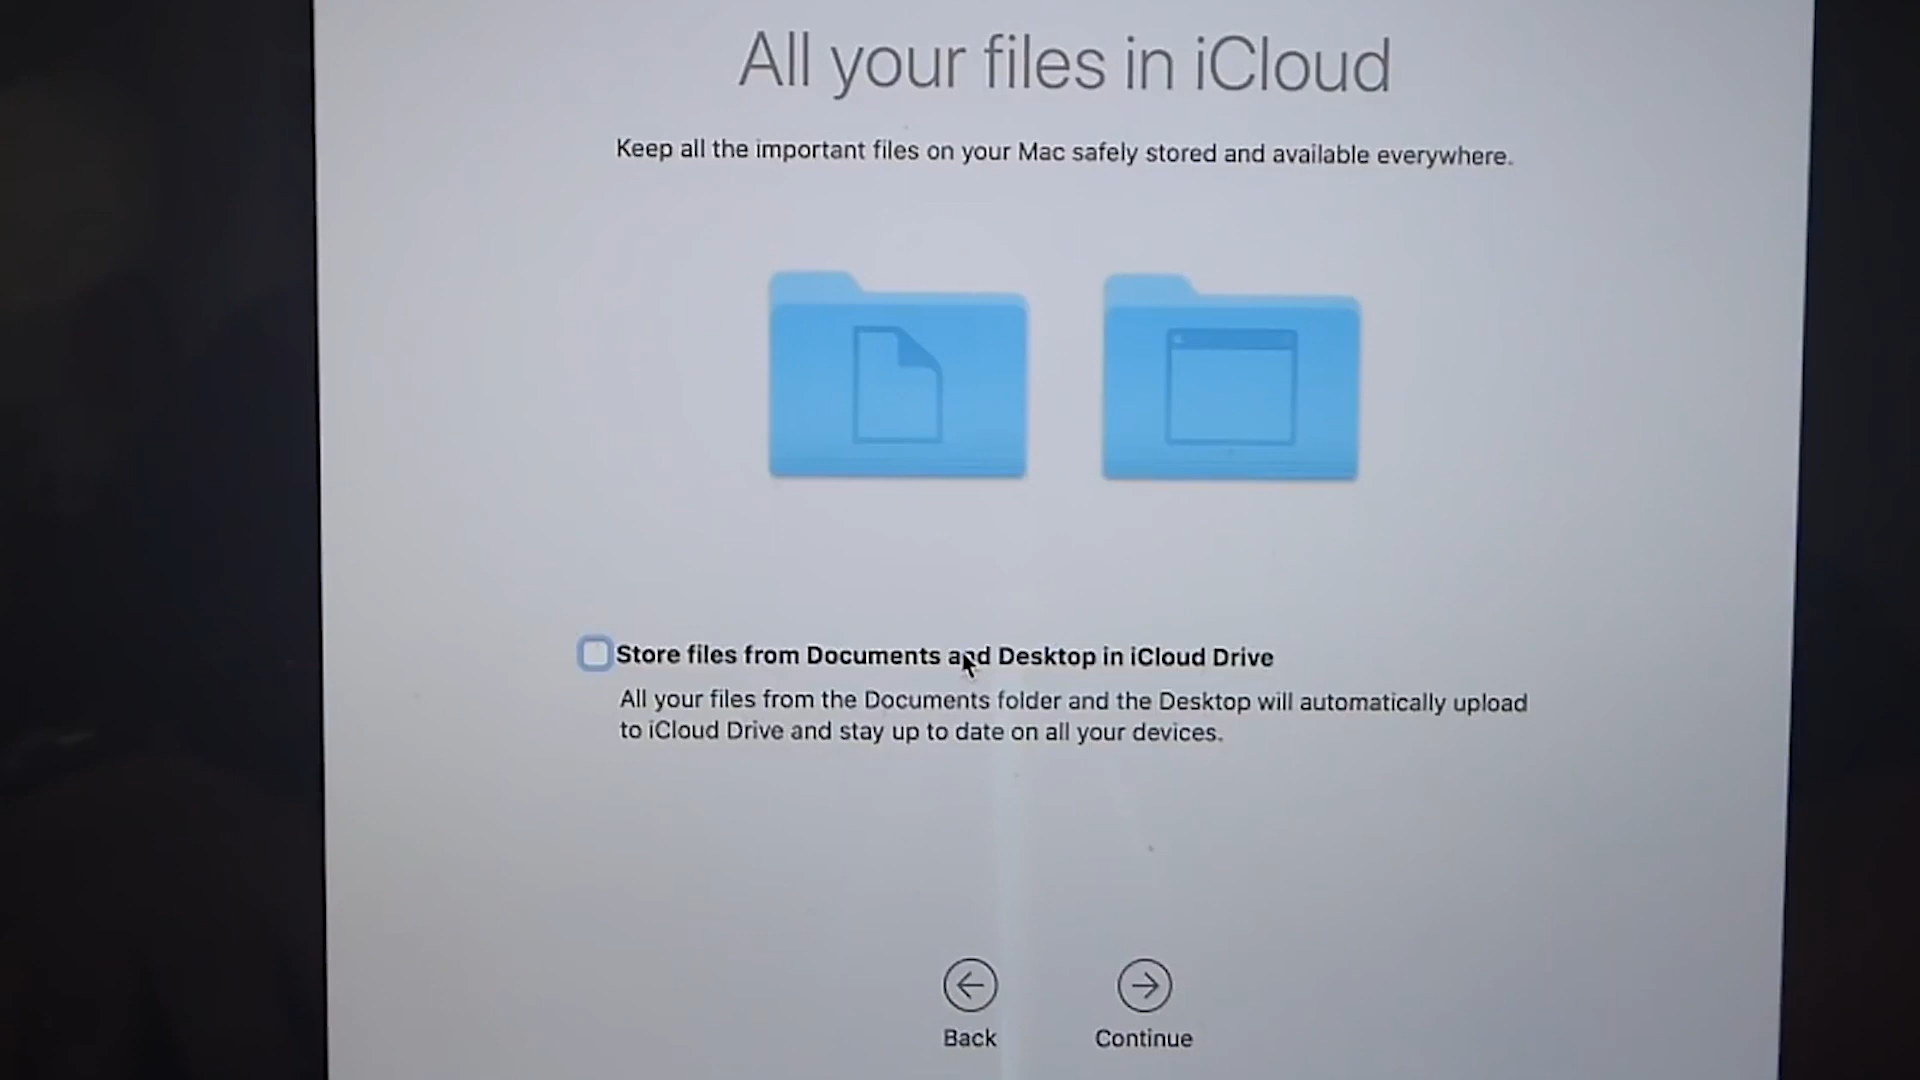 All your files in iCloud
Keep all the important files on your Mac safely stored and available everywhere.
Store files from Documents and Desktop in iCloud Drive
All your files from the Documents folder and the Desktop will automatically upload
to iCloud Drive and stay up to date on all your devices.
Back
Continue